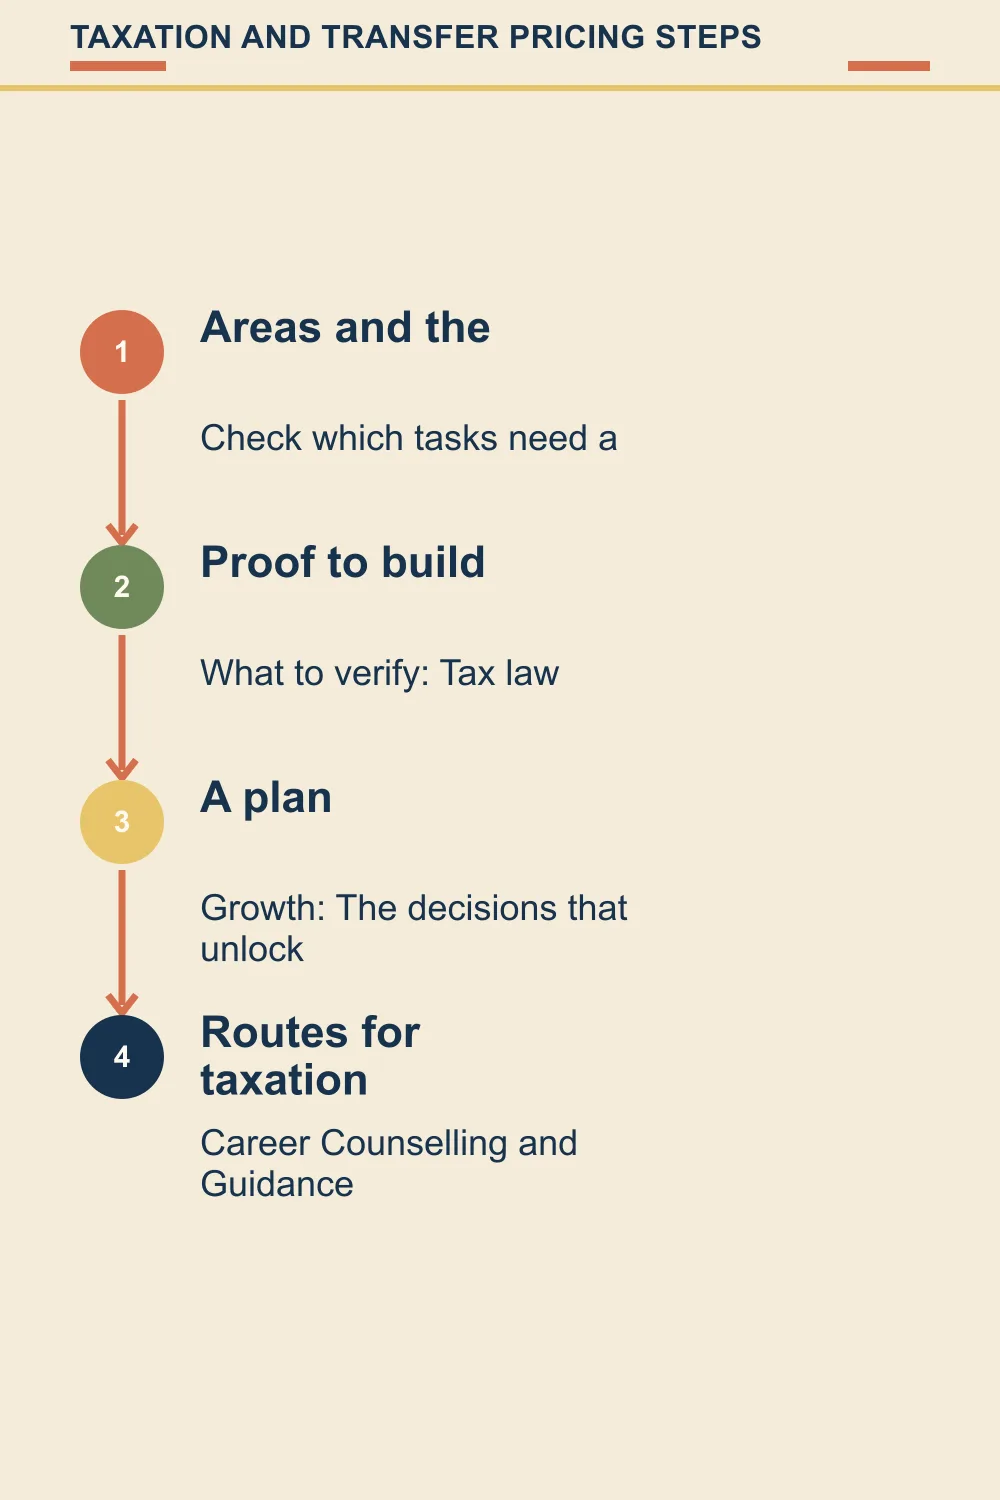 TAXATION AND TRANSFER PRICING STEPS
1
Areas and the
Check which tasks need a
2
Proof to build
What to verify: Tax law
3
A plan
Growth: The decisions that
unlock
4
Routes for
taxation
Career Counselling and
Guidance